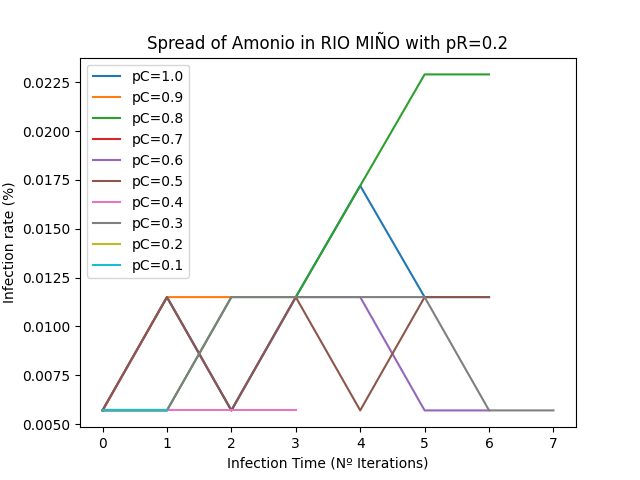 Spread of Amonio in RIO MIÑO with pR=0.2
Infection rate (%)
0.0225
0.0200
0.0175
0.0150
0.0125
0.0100
0.0075
0.0050
pC=1.0
pC=0.9
pC=0.8
pC=0.7
pC=0.6
pC=0.5
pC=0.4
pC=0.3
pC=0.2
pC=0.1
0 1 2 3 4 5 6 7
Infection Time (Nº Iterations)